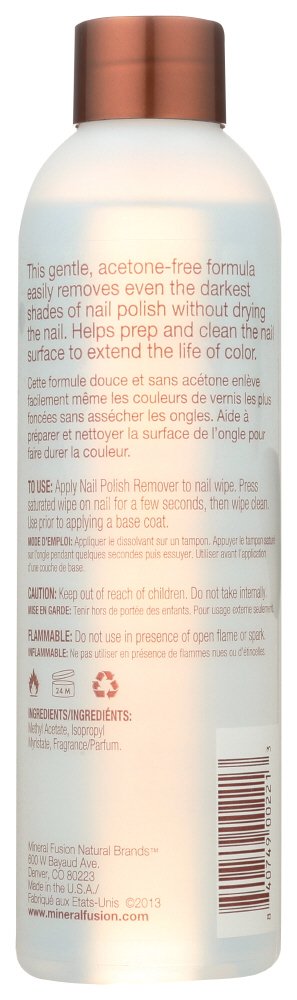 This gentle, acetone-free formula
easily removes even the darkest
shades of nail polish without drying
the nail. Helps prep and clean the nail
surface to extend the life of color.
Cette formule douce et sans acétone enlève
facilement même les couleurs de vernis les plus
foncées sans assécher les ongles. Aide à
préparer et nettoyer la surface de l'ongle pour
faire durer la couleur.
TO USE: Apply Nail Polish Remover to nail wipe. Press
saturated wipe on nail for a few seconds, then wipe clean.
Use prior to applying a base coat.
MODE D'EMPLOI: Appliquer le dissolvant sur un tampon. Appuyer le tampon saturé
sur l'ongle pendant quelques secondes puis essuyer. Utiliser avant l'application
d'une couche de base.
CAUTION: Keep out of reach of children. Do not take internally.
MISE EN GARDE: Tenir hors de portée des enfants. Pour usage externe seulement.
FLAMMABLE: Do not use in presence of open flame or spark.
INFLAMMABLE: Ne pas utiliser en présence de flammes nues ou d'étincelles.
24 M
INGREDIENTS/INGRÉDIÉNTS:
Methyl Acetate, Isopropyl
Myristate, Fragrance/Parfum.
Mineral Fusion Natural Brands™
600 W Bayaud Ave.
Denver, CO 80223
Made in the U.S.A./
Fabriqué aux Etats-Unis ©2013
www.mineralfusion.com
8 40749 00221 3